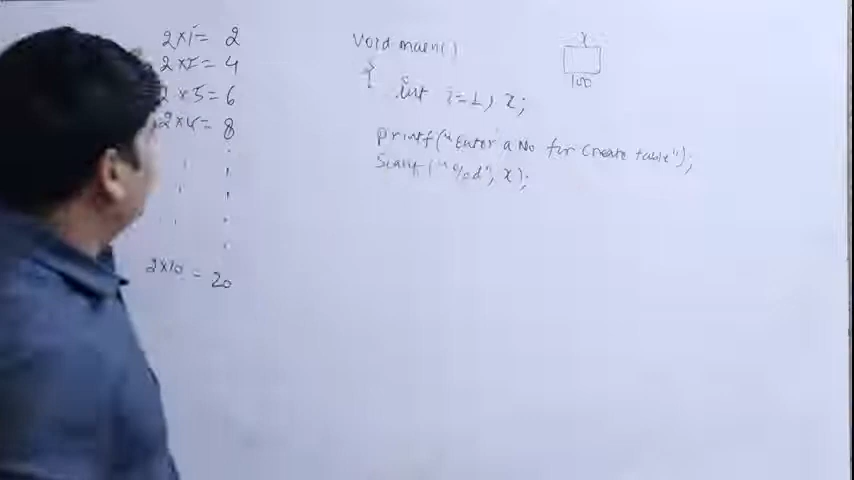 2×1= 2
2×2= 4
2×3= 6
2×4= 8
2×10 = 20
void main()
{ int i=1, x;
printf("Enter a No for Create table");
Scanf("%d", x);
x
100